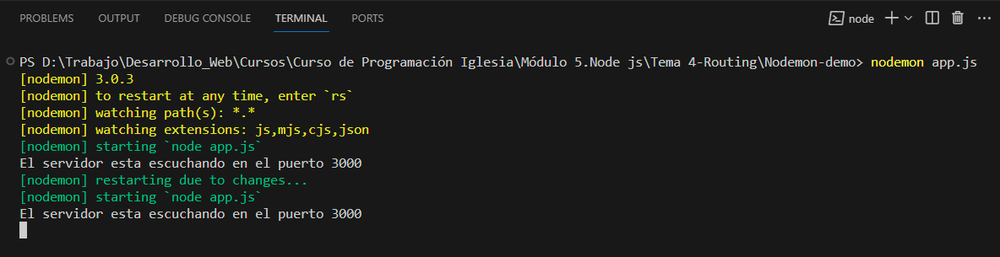 PROBLEMS OUTPUT DEBUG CONSOLE TERMINAL PORTS node
PS D:\Trabajo\Desarrollo_Web\Cursos\Curso de Programación Iglesia\Módulo 5.Node js\Tema 4-Routing\Nodemon-demo> nodemon app.js
[nodemon] 3.0.3
[nodemon] to restart at any time, enter `rs`
[nodemon] watching path(s): *.*
[nodemon] watching extensions: js,mjs,cjs,json
[nodemon] starting `node app.js`
El servidor esta escuchando en el puerto 3000
[nodemon] restarting due to changes...
[nodemon] starting `node app.js`
El servidor esta escuchando en el puerto 3000